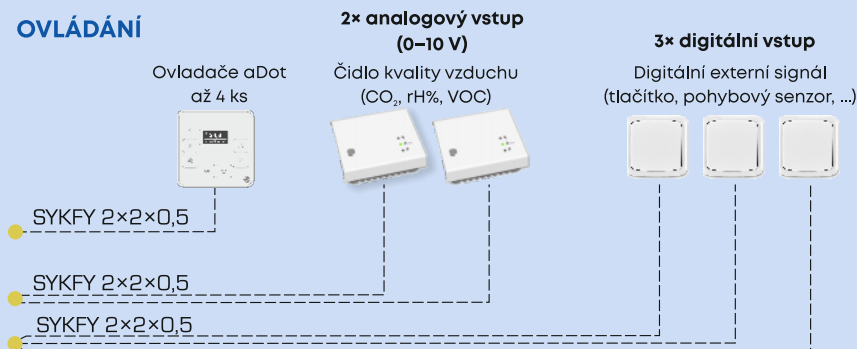 OVLÁDÁNÍ
2× analogový vstup
(0–10 V)
3× digitální vstup
Ovladače aDot
až 4 ks
Čidlo kvality vzduchu
(CO₂, rH%, VOC)
Digitální externí signál
(tlačítko, pohybový senzor, ...)
SYKFY 2×2×0,5
SYKFY 2×2×0,5
SYKFY 2×2×0,5